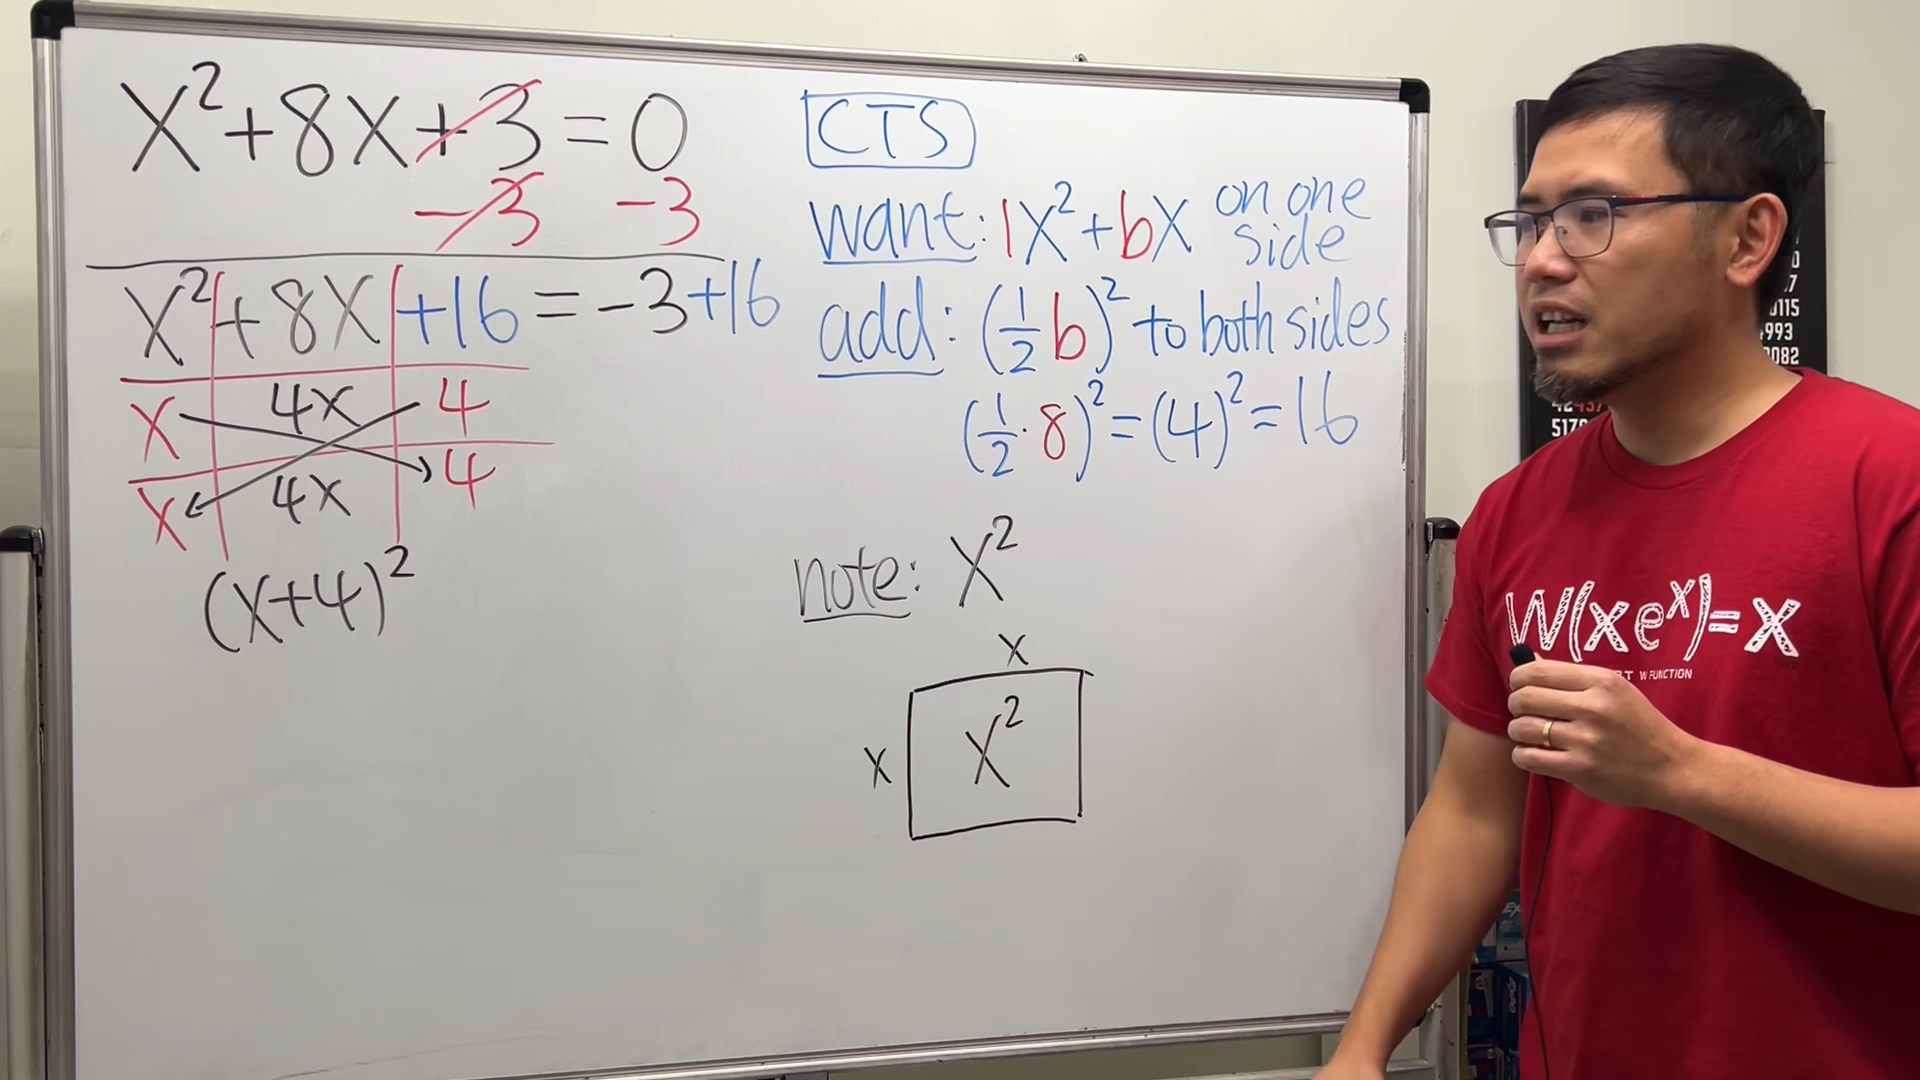 x²+8x+3=0
-3 -3
x²+8x+16=-3+16
x 4x 4
x 4x 4
(x+4)²
CTS
want: 1x²+bx on one side
add: (1/2 b)² to both sides
(1/2·8)²=(4)²=16
note: x²
x
x x²
W(xeˣ)=x
W FUNCTION